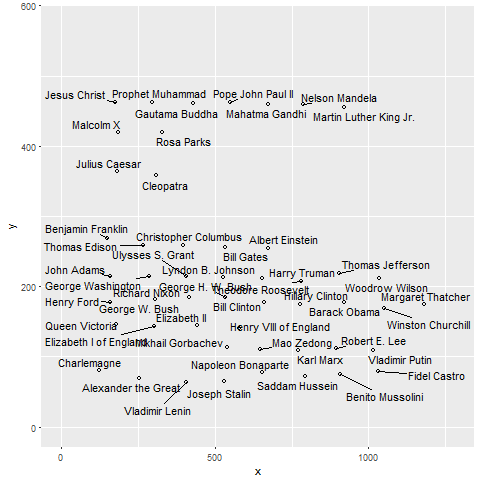 600
Jesus Christ
Prophet Muhammad
Pope John Paul II
Nelson Mandela
Gautama Buddha
Mahatma Gandhi
Martin Luther King Jr.
Malcolm X
400
Rosa Parks
Julius Caesar
Cleopatra
y
Benjamin Franklin
Christopher Columbus
Albert Einstein
Thomas Edison
Ulysses S. Grant
Bill Gates
John Adams
Lyndon B. Johnson
Harry Truman
Thomas Jefferson
George Washington
George H. W. Bush
Theodore Roosevelt
Woodrow Wilson
200
Richard Nixon
Hillary Clinton
Margaret Thatcher
Henry Ford
George W. Bush
Bill Clinton
Barack Obama
Queen Victoria
Elizabeth II
Henry VIII of England
Winston Churchill
Elizabeth I of England
Mikhail Gorbachev
Mao Zedong
Robert E. Lee
Charlemagne
Napoleon Bonaparte
Karl Marx
Vladimir Putin
Alexander the Great
Joseph Stalin
Saddam Hussein
Fidel Castro
Vladimir Lenin
Benito Mussolini
0
0
500
1000
x